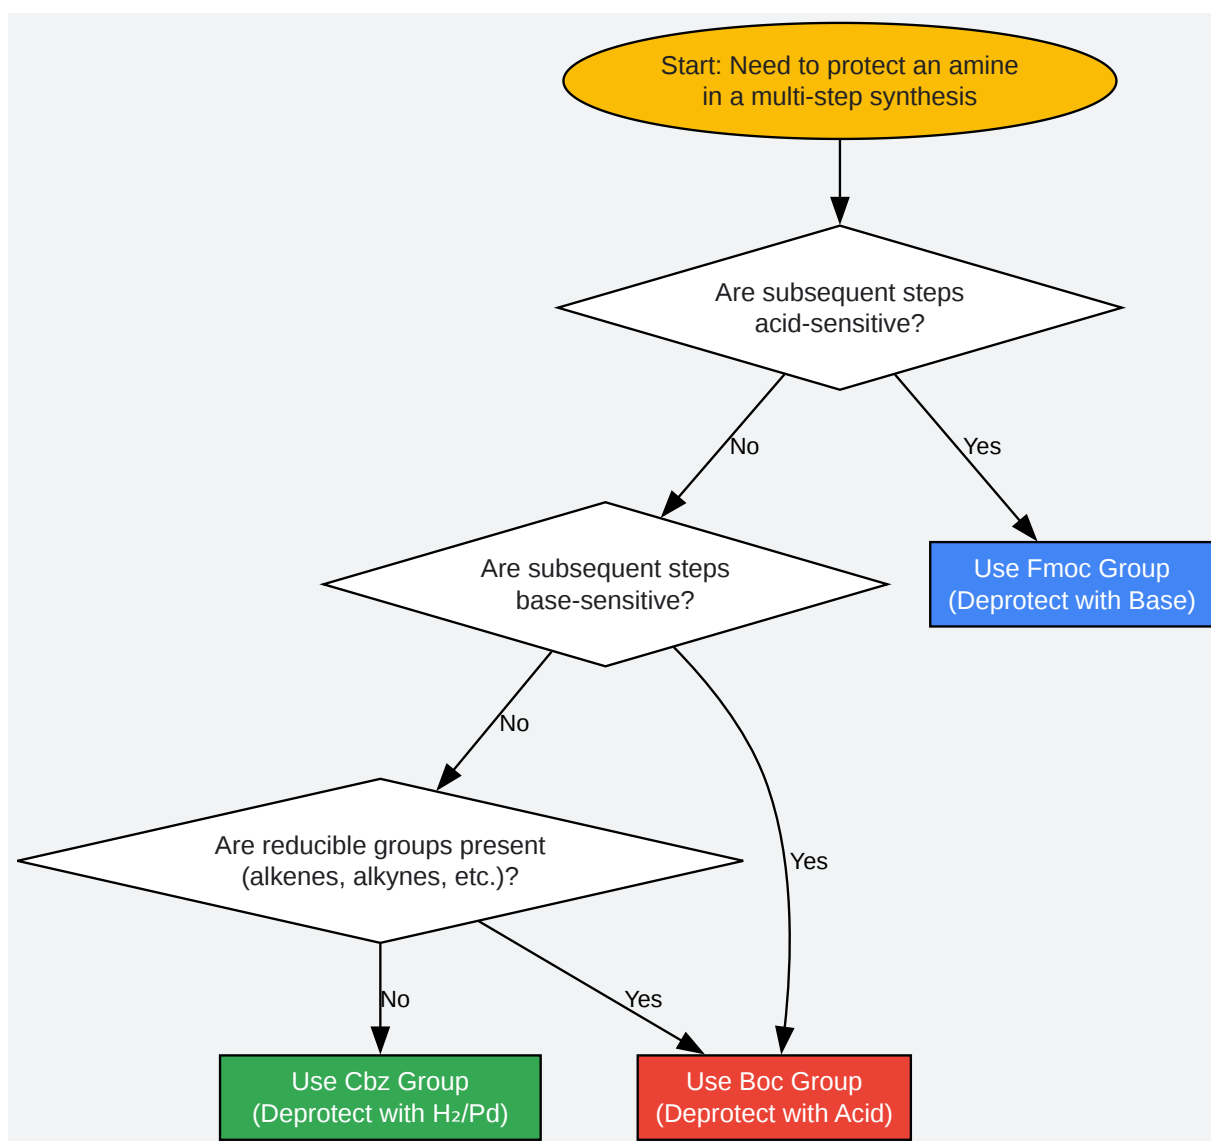 Start: Need to protect an amine
in a multi-step synthesis
Are subsequent steps
acid-sensitive?
No
Yes
Are subsequent steps
base-sensitive?
Use Fmoc Group
(Deprotect with Base)
No
Yes
Are reducible groups present
(alkenes, alkynes, etc.)?
No
Yes
Use Cbz Group
(Deprotect with H₂/Pd)
Use Boc Group
(Deprotect with Acid)